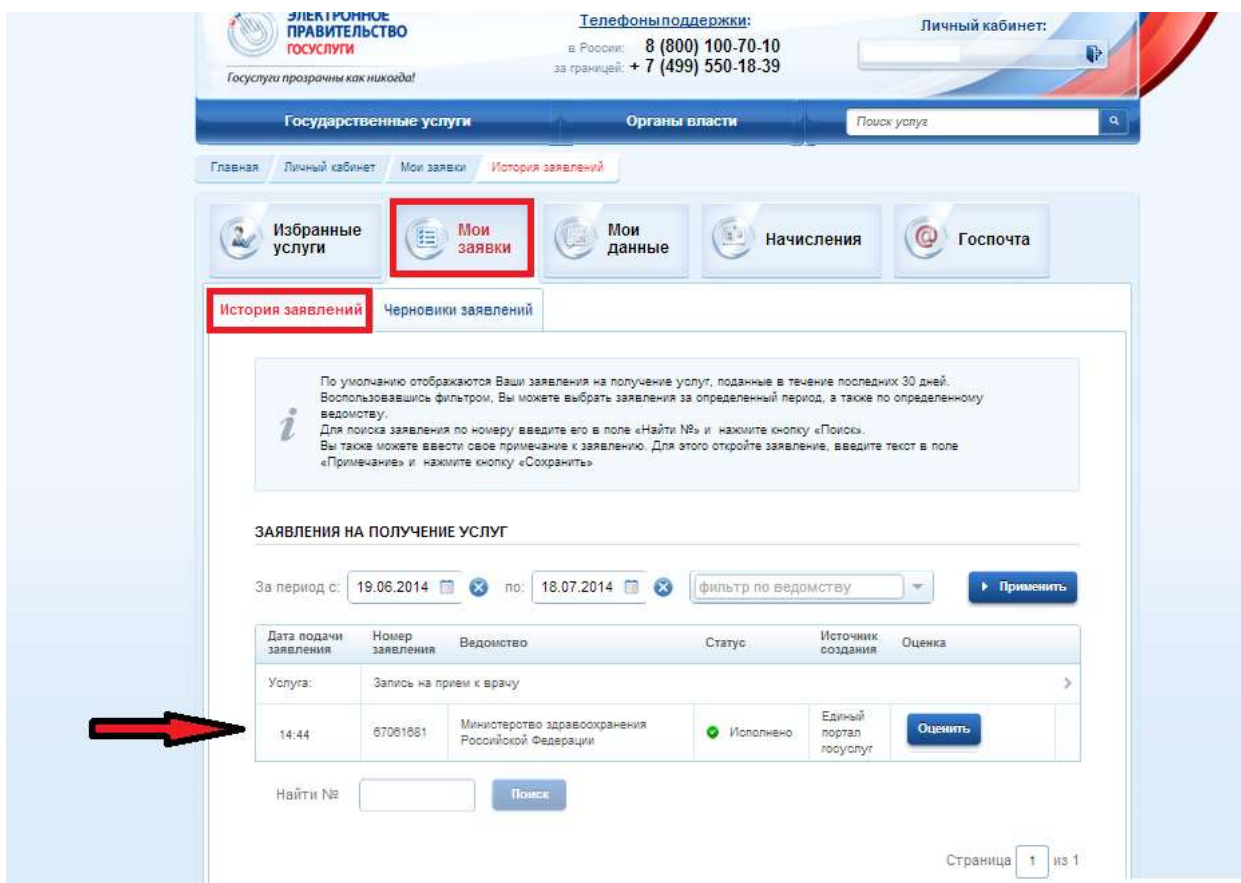 ЭЛЕКТРОННОЕ
ПРАВИТЕЛЬСТВО
ГОСУСЛУГИ
Госуслуги прозрачны как никогда!
Телефоны поддержки:
в России: 8 (800) 100-70-10
за границей: + 7 (499) 550-18-39
Личный кабинет:
Государственные услуги
Органы власти
Поиск услуг
Главная Личный кабинет Мои заявки История заявлений
Избранные
услуги
Мои
заявки
Мои
данные
Начисления
Госпочта
История заявлений
Черновики заявлений
По умолчанию отображаются Ваши заявления на получение услуг, поданные в течение последних 30 дней.
Воспользовавшись фильтром, Вы можете выбрать заявления за определенный период, а также по определенному
ведомству.
Для поиска заявления по номеру введите его в поле «Найти №» и нажмите кнопку «Поиск».
Вы также можете ввести свое примечание к заявлению. Для этого откройте заявление, введите текст в поле
«Примечание» и нажмите кнопку «Сохранить»
ЗАЯВЛЕНИЯ НА ПОЛУЧЕНИЕ УСЛУГ
За период с: 19.06.2014 по: 18.07.2014 фильтр по ведомству Применить
Дата подачи
заявления
Номер
заявления
Ведомство
Статус
Источник
создания
Оценка
Услуга: Запись на прием к врачу
14:44
67061681
Министерство здравоохранения
Российской Федерации
Исполнено
Единый
портал
госуслуг
Оценить
Найти № Поиск
Страница 1 из 1